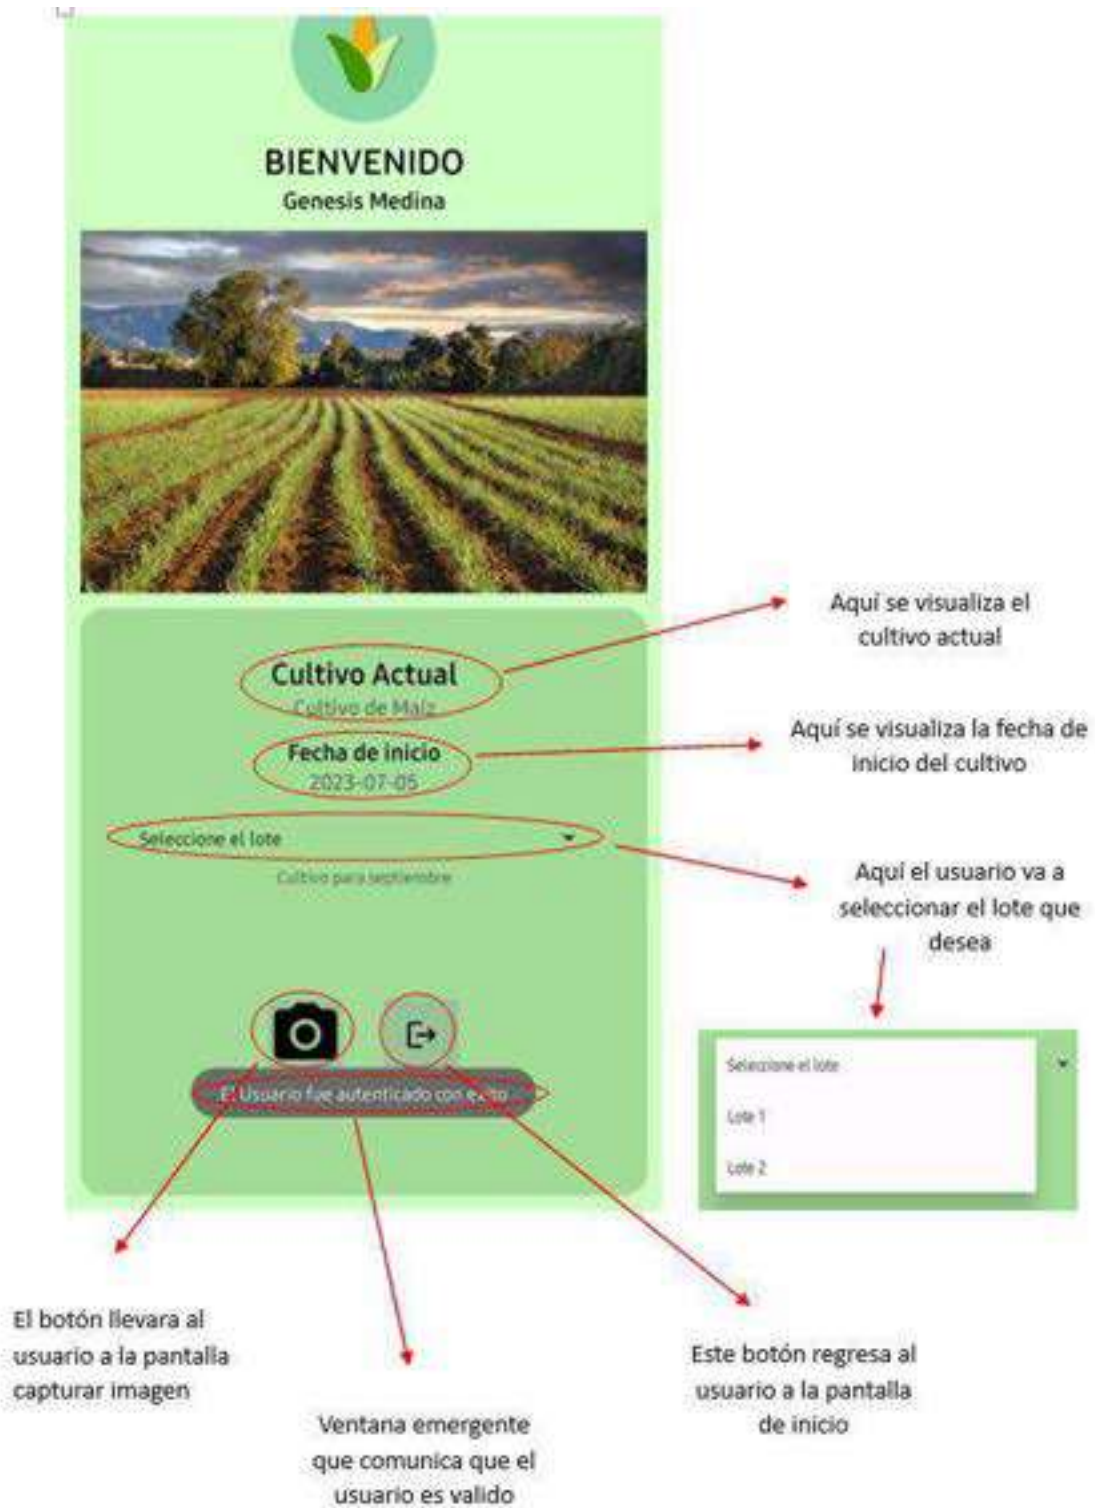 BIENVENIDO
Genesis Medina
Aquí se visualiza el
cultivo actual
Cultivo Actual
Cultivo de Maíz
Aquí se visualiza la fecha de
inicio del cultivo
Fecha de inicio
2023-07-05
Seleccione el lote
Cultivo para septiembre
Aquí el usuario va a
seleccionar el lote que
desea
Seleccione el lote
Lote 1
Lote 2
El Usuario fue autenticado con exito
El botón llevara al
usuario a la pantalla
capturar imagen
Ventana emergente
que comunica que el
usuario es valido
Este botón regresa al
usuario a la pantalla
de inicio